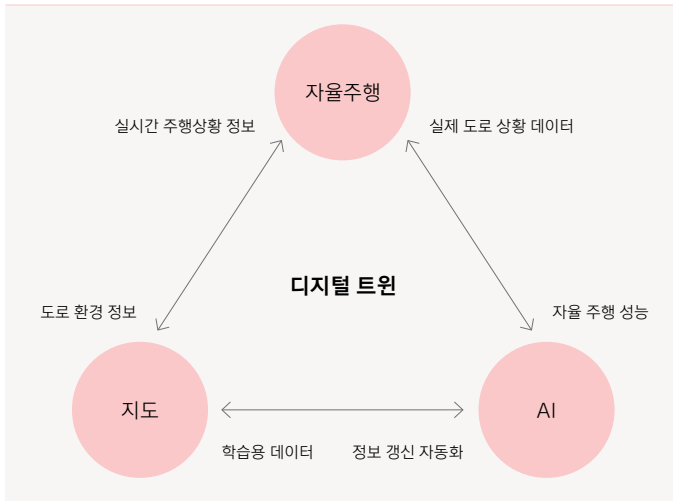 자율주행
실시간 주행상황 정보
실제 도로 상황 데이터
디지털 트윈
도로 환경 정보
자율 주행 성능
지도
AI
학습용 데이터
정보 갱신 자동화